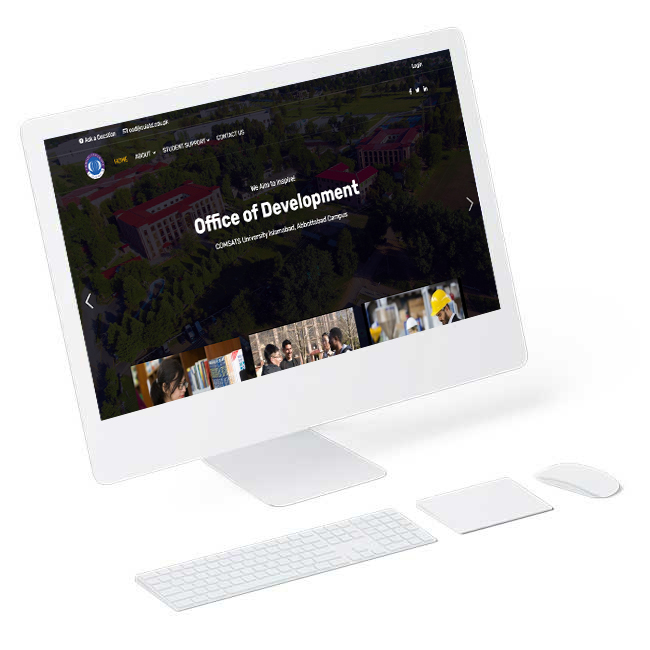 Login
Ask a Question
HOME ABOUT STUDENT SUPPORT CONTACT US
We Aim to Inspire!
Office of Development
COMSATS University Islamabad, Abbottabad Campus